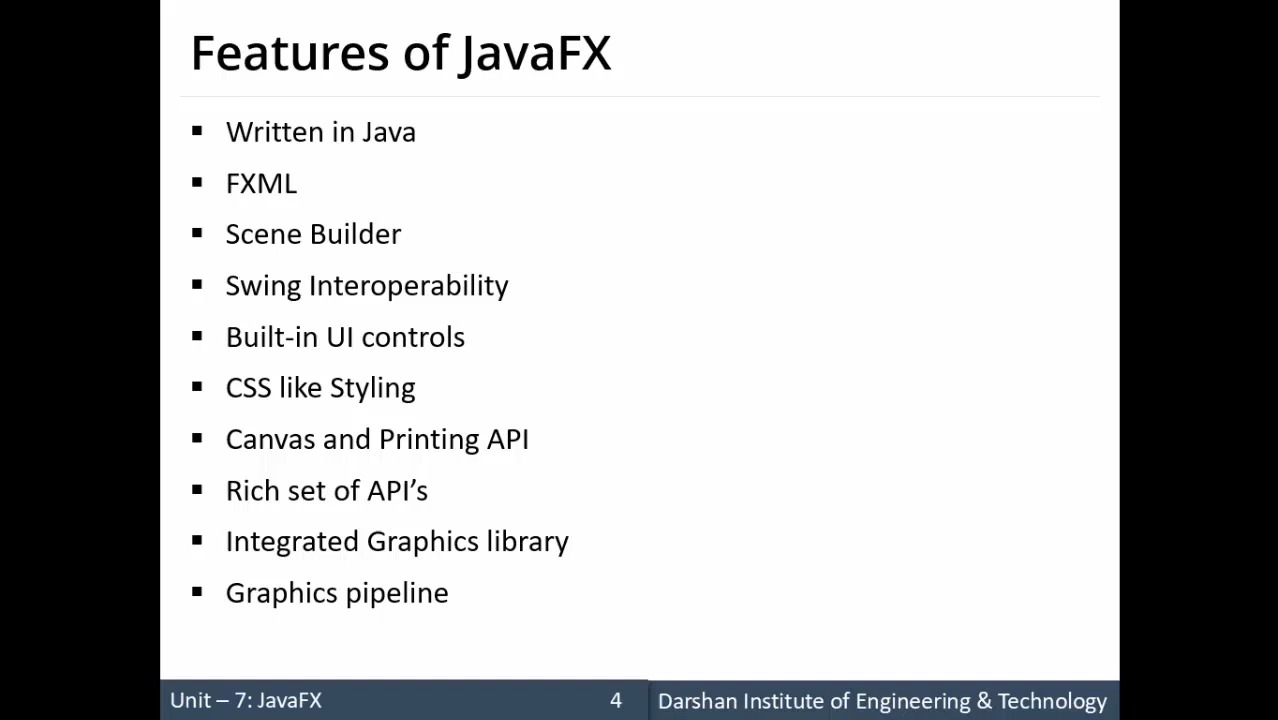 Features of JavaFX
▪ Written in Java
▪ FXML
▪ Scene Builder
▪ Swing Interoperability
▪ Built-in UI controls
▪ CSS like Styling
▪ Canvas and Printing API
▪ Rich set of API’s
▪ Integrated Graphics library
▪ Graphics pipeline
Unit – 7: JavaFX 4 Darshan Institute of Engineering & Technology